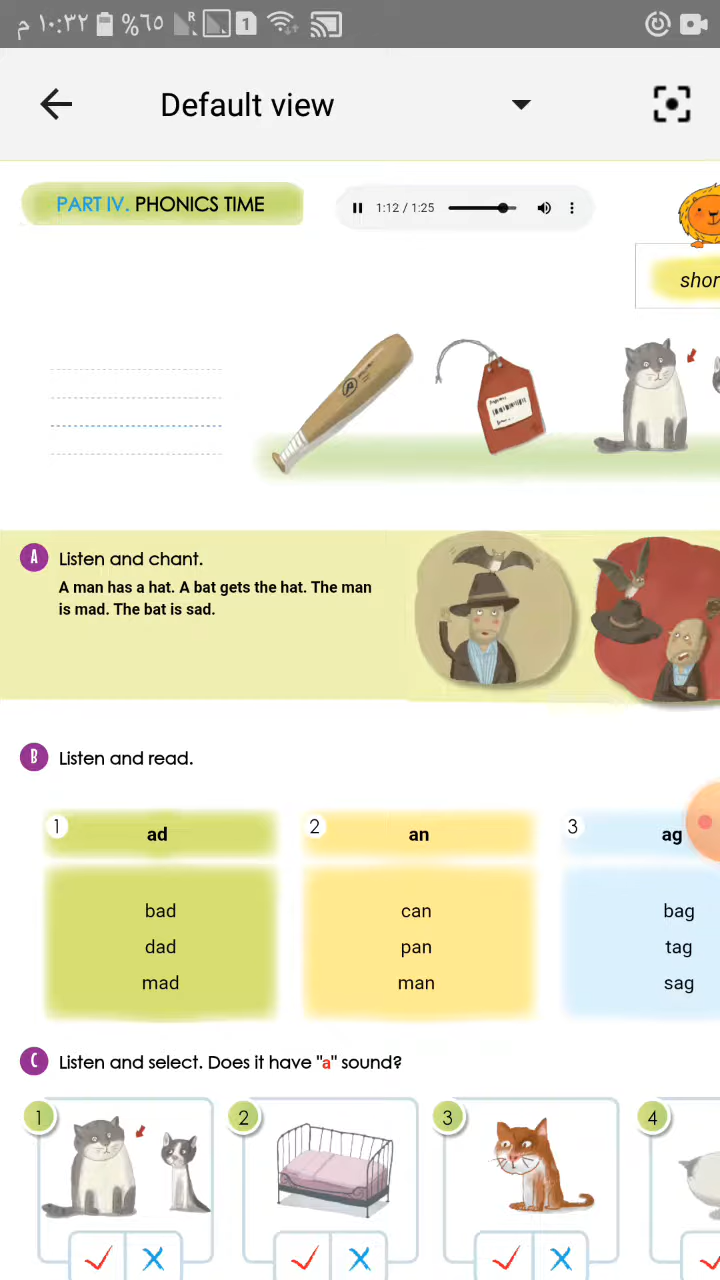 م ١٠:٣٢ %٦٥ R 1
Default view
PART IV. PHONICS TIME
1:12 / 1:25
shor
A Listen and chant.
A man has a hat. A bat gets the hat. The man
is mad. The bat is sad.
B Listen and read.
1 ad 2 an 3 ag
bad can bag
dad pan tag
mad man sag
C Listen and select. Does it have "a" sound?
1 2 3 4